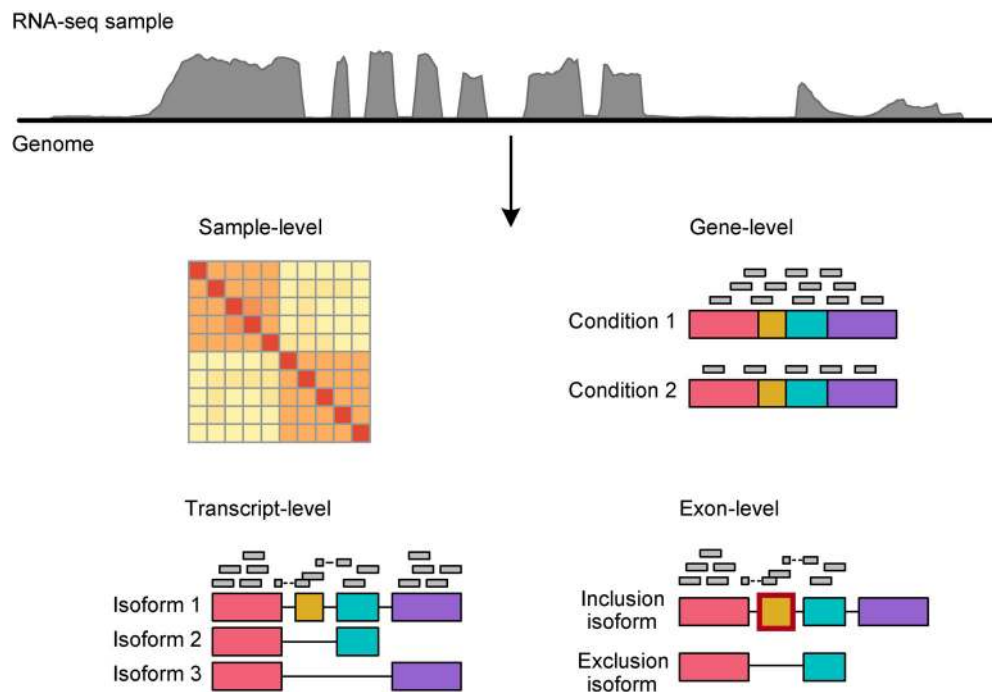 RNA-seq sample
Genome
Sample-level
Gene-level
Condition 1
Condition 2
Transcript-level
Exon-level
Isoform 1
Isoform 2
Isoform 3
Inclusion
isoform
Exclusion
isoform